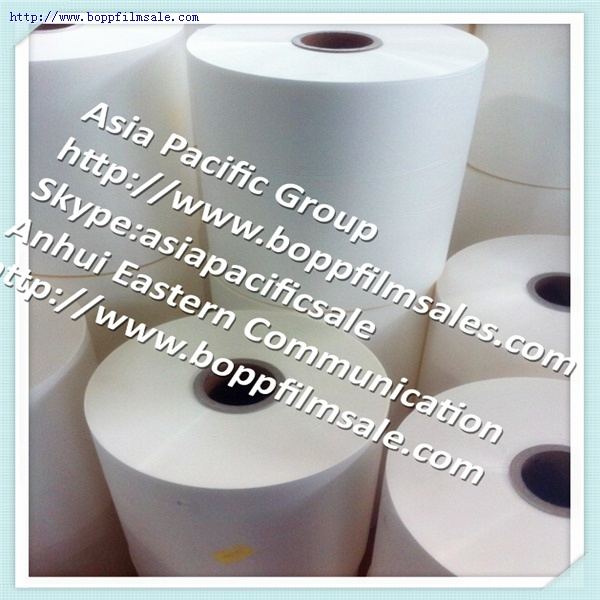 http://www.boppfilmsale.com
Asia Pacific Group
http://www.boppfilmsales.com
Skype:asiapacificsale
Anhui Eastern Communication
http://www.boppfilmsale.com